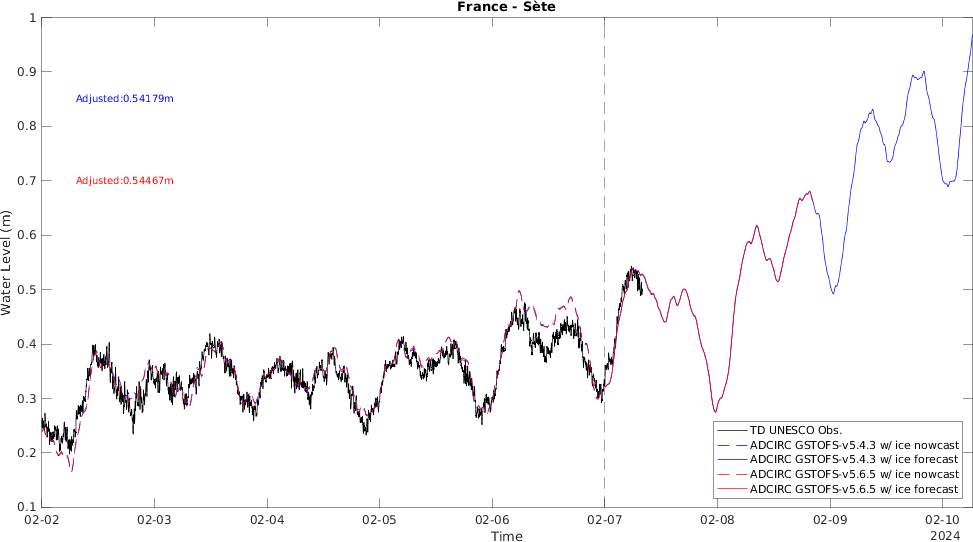 France - Sète
1
0.9
0.8
0.7
0.6
0.5
0.4
0.3
0.2
0.1
Water Level (m)
Adjusted:0.54179m
Adjusted:0.54467m
TD UNESCO Obs.
ADCIRC GSTOFS-v5.4.3 w/ ice nowcast
ADCIRC GSTOFS-v5.4.3 w/ ice forecast
ADCIRC GSTOFS-v5.6.5 w/ ice nowcast
ADCIRC GSTOFS-v5.6.5 w/ ice forecast
02-02 02-03 02-04 02-05 02-06 02-07 02-08 02-09 02-10
2024
Time